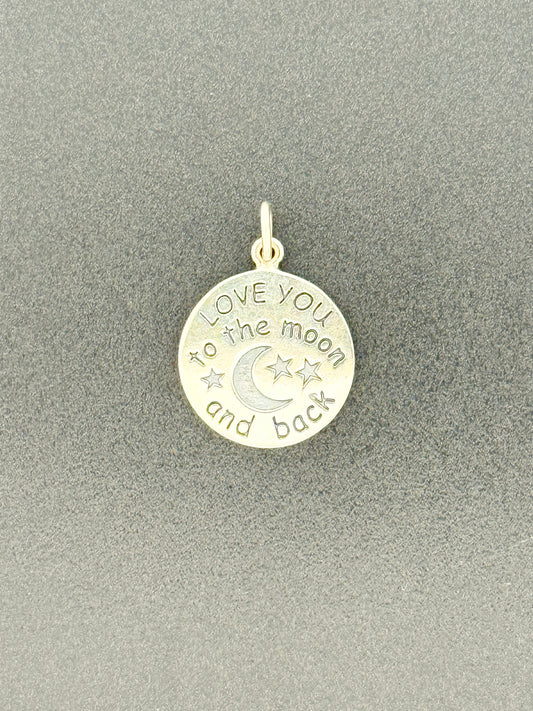 LOVE YOU
to the moon
and back